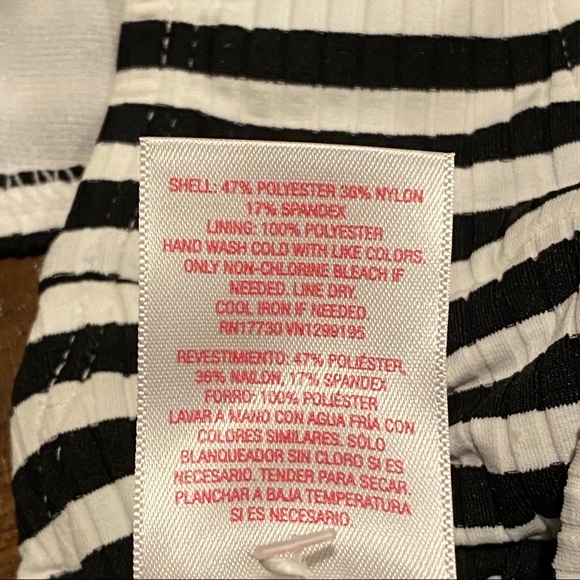 SHELL: 47% POLYESTER 36% NYLON
17% SPANDEX
LINING: 100% POLYESTER
HAND WASH COLD WITH LIKE COLORS.
ONLY NON-CHLORINE BLEACH IF
NEEDED. LINE DRY.
COOL IRON IF NEEDED.
RN17730 VN1299195
REVESTIMIENTO: 47% POLIÉSTER,
36% NAILON, 17% SPANDEX
FORRO: 100% POLIÉSTER
LAVAR A MANO CON AGUA FRÍA CON
COLORES SIMILARES. SÓLO
BLANQUEADOR SIN CLORO SI ES
NECESARIO. TENDER PARA SECAR.
PLANCHAR A BAJA TEMPERATURA
SI ES NECESARIO